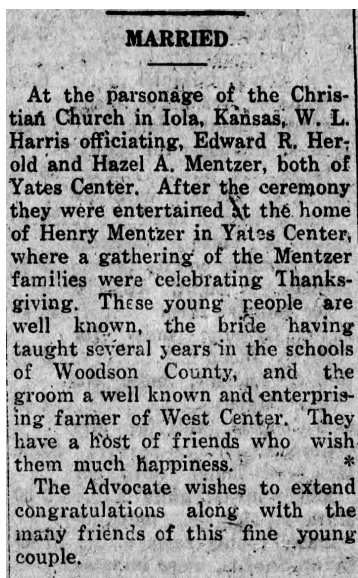 MARRIED
At the parsonage of the Chris-
tian Church in Iola, Kansas, W. L.
Harris officiating, Edward R. Her-
old and Hazel A. Mentzer, both of
Yates Center. After the ceremony
they were entertained at the home
of Henry Mentzer in Yates Center,
where a gathering of the Mentzer
families were celebrating Thanks-
giving. These young people are
well known, the bride having
taught several years in the schools
of Woodson County, and the
groom a well known and enterpris-
ing farmer of West Center. They
have a host of friends who wish
them much happiness. *
The Advocate wishes to extend
congratulations along with the
many friends of this fine young
couple.